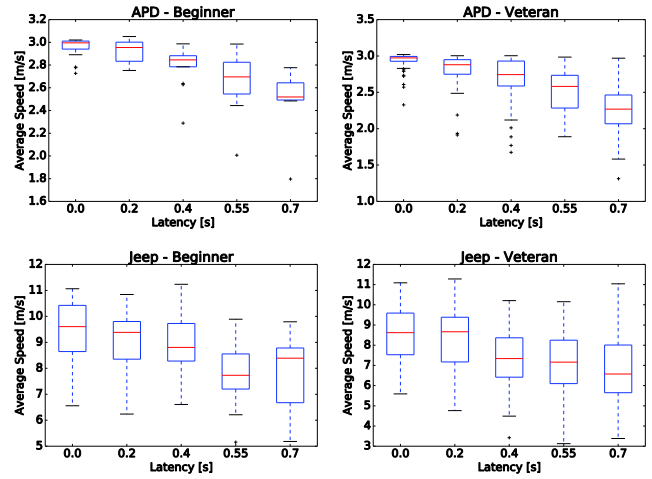 APD - Beginner
3.2
3.0
2.8
2.6
2.4
2.2
2.0
1.8
1.6
Average Speed [m/s]
0.0 0.2 0.4 0.55 0.7
Latency [s]
APD - Veteran
3.5
3.0
2.5
2.0
1.5
1.0
Average Speed [m/s]
0.0 0.2 0.4 0.55 0.7
Latency [s]
Jeep - Beginner
12
11
10
9
8
7
6
5
Average Speed [m/s]
0.0 0.2 0.4 0.55 0.7
Latency [s]
Jeep - Veteran
12
11
10
9
8
7
6
5
4
3
Average Speed [m/s]
0.0 0.2 0.4 0.55 0.7
Latency [s]